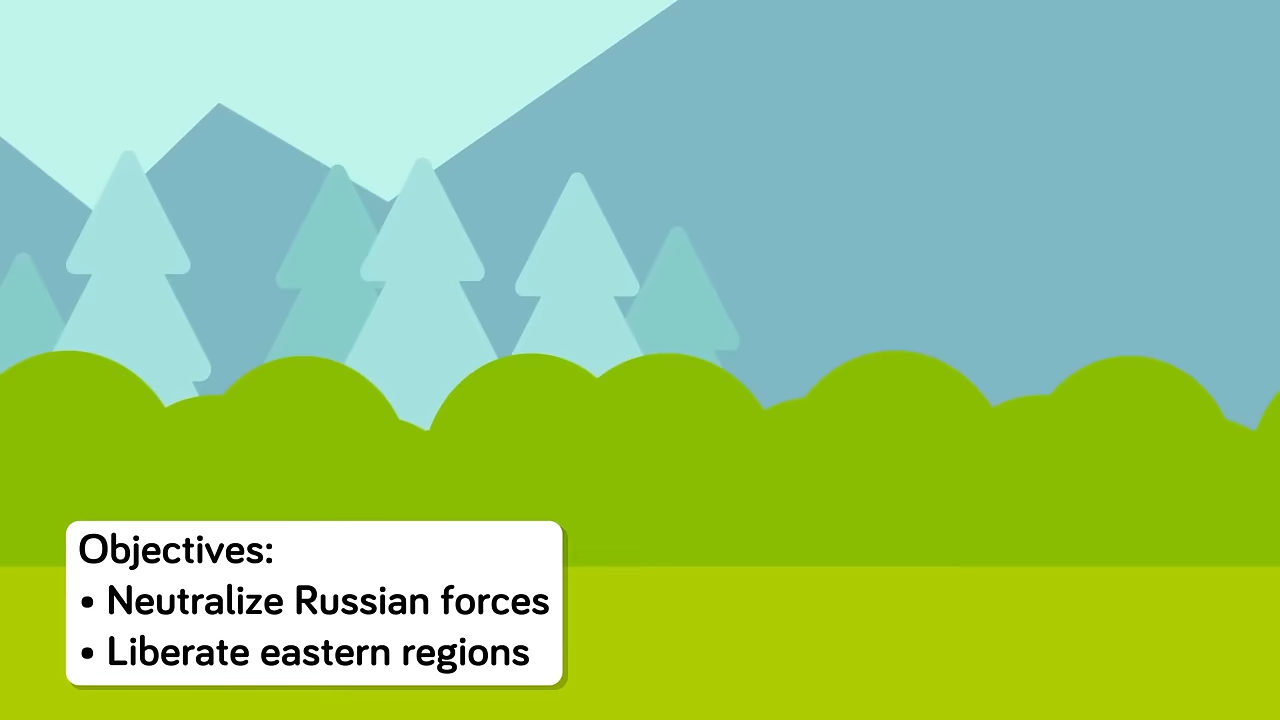 Objectives:
• Neutralize Russian forces
• Liberate eastern regions